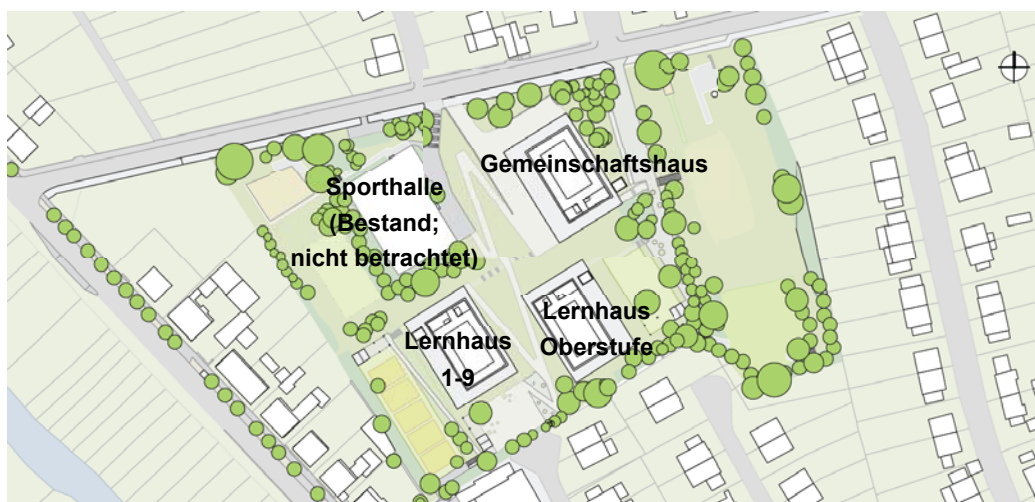 Gemeinschaftshaus
Sporthalle
(Bestand;
nicht betrachtet)
Lernhaus
Oberstufe
Lernhaus
1-9